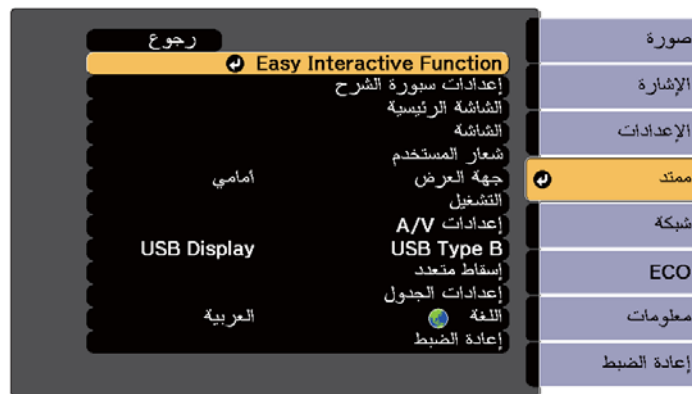 صورة
الإشارة
الإعدادات
ممتد
شبكة
ECO
معلومات
إعادة الضبط
رجوع
Easy Interactive Function
إعدادات سبورة الشرح
الشاشة الرئيسية
الشاشة
شعار المستخدم
جهة العرض أمامي
التشغيل
إعدادات A/V
USB Type B USB Display
إسقاط متعدد
إعدادات الجدول
اللغة العربية
إعادة الضبط